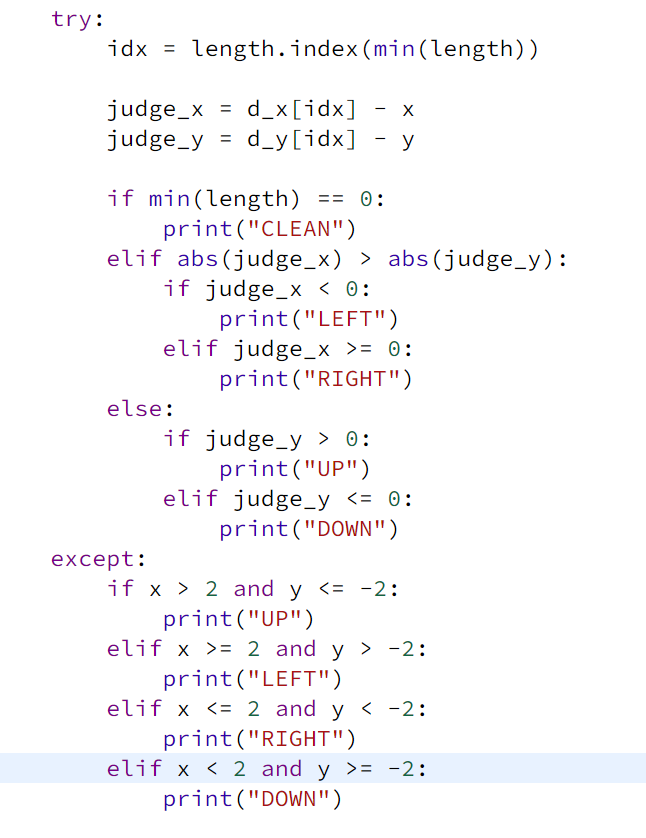 try:
    idx = length.index(min(length))
    judge_x = d_x[idx] - x
    judge_y = d_y[idx] - y
    if min(length) == 0:
        print("CLEAN")
    elif abs(judge_x) > abs(judge_y):
        if judge_x < 0:
            print("LEFT")
        elif judge_x >= 0:
            print("RIGHT")
    else:
        if judge_y > 0:
            print("UP")
        elif judge_y <= 0:
            print("DOWN")
except:
    if x > 2 and y <= -2:
        print("UP")
    elif x >= 2 and y > -2:
        print("LEFT")
    elif x <= 2 and y < -2:
        print("RIGHT")
    elif x < 2 and y >= -2:
        print("DOWN")